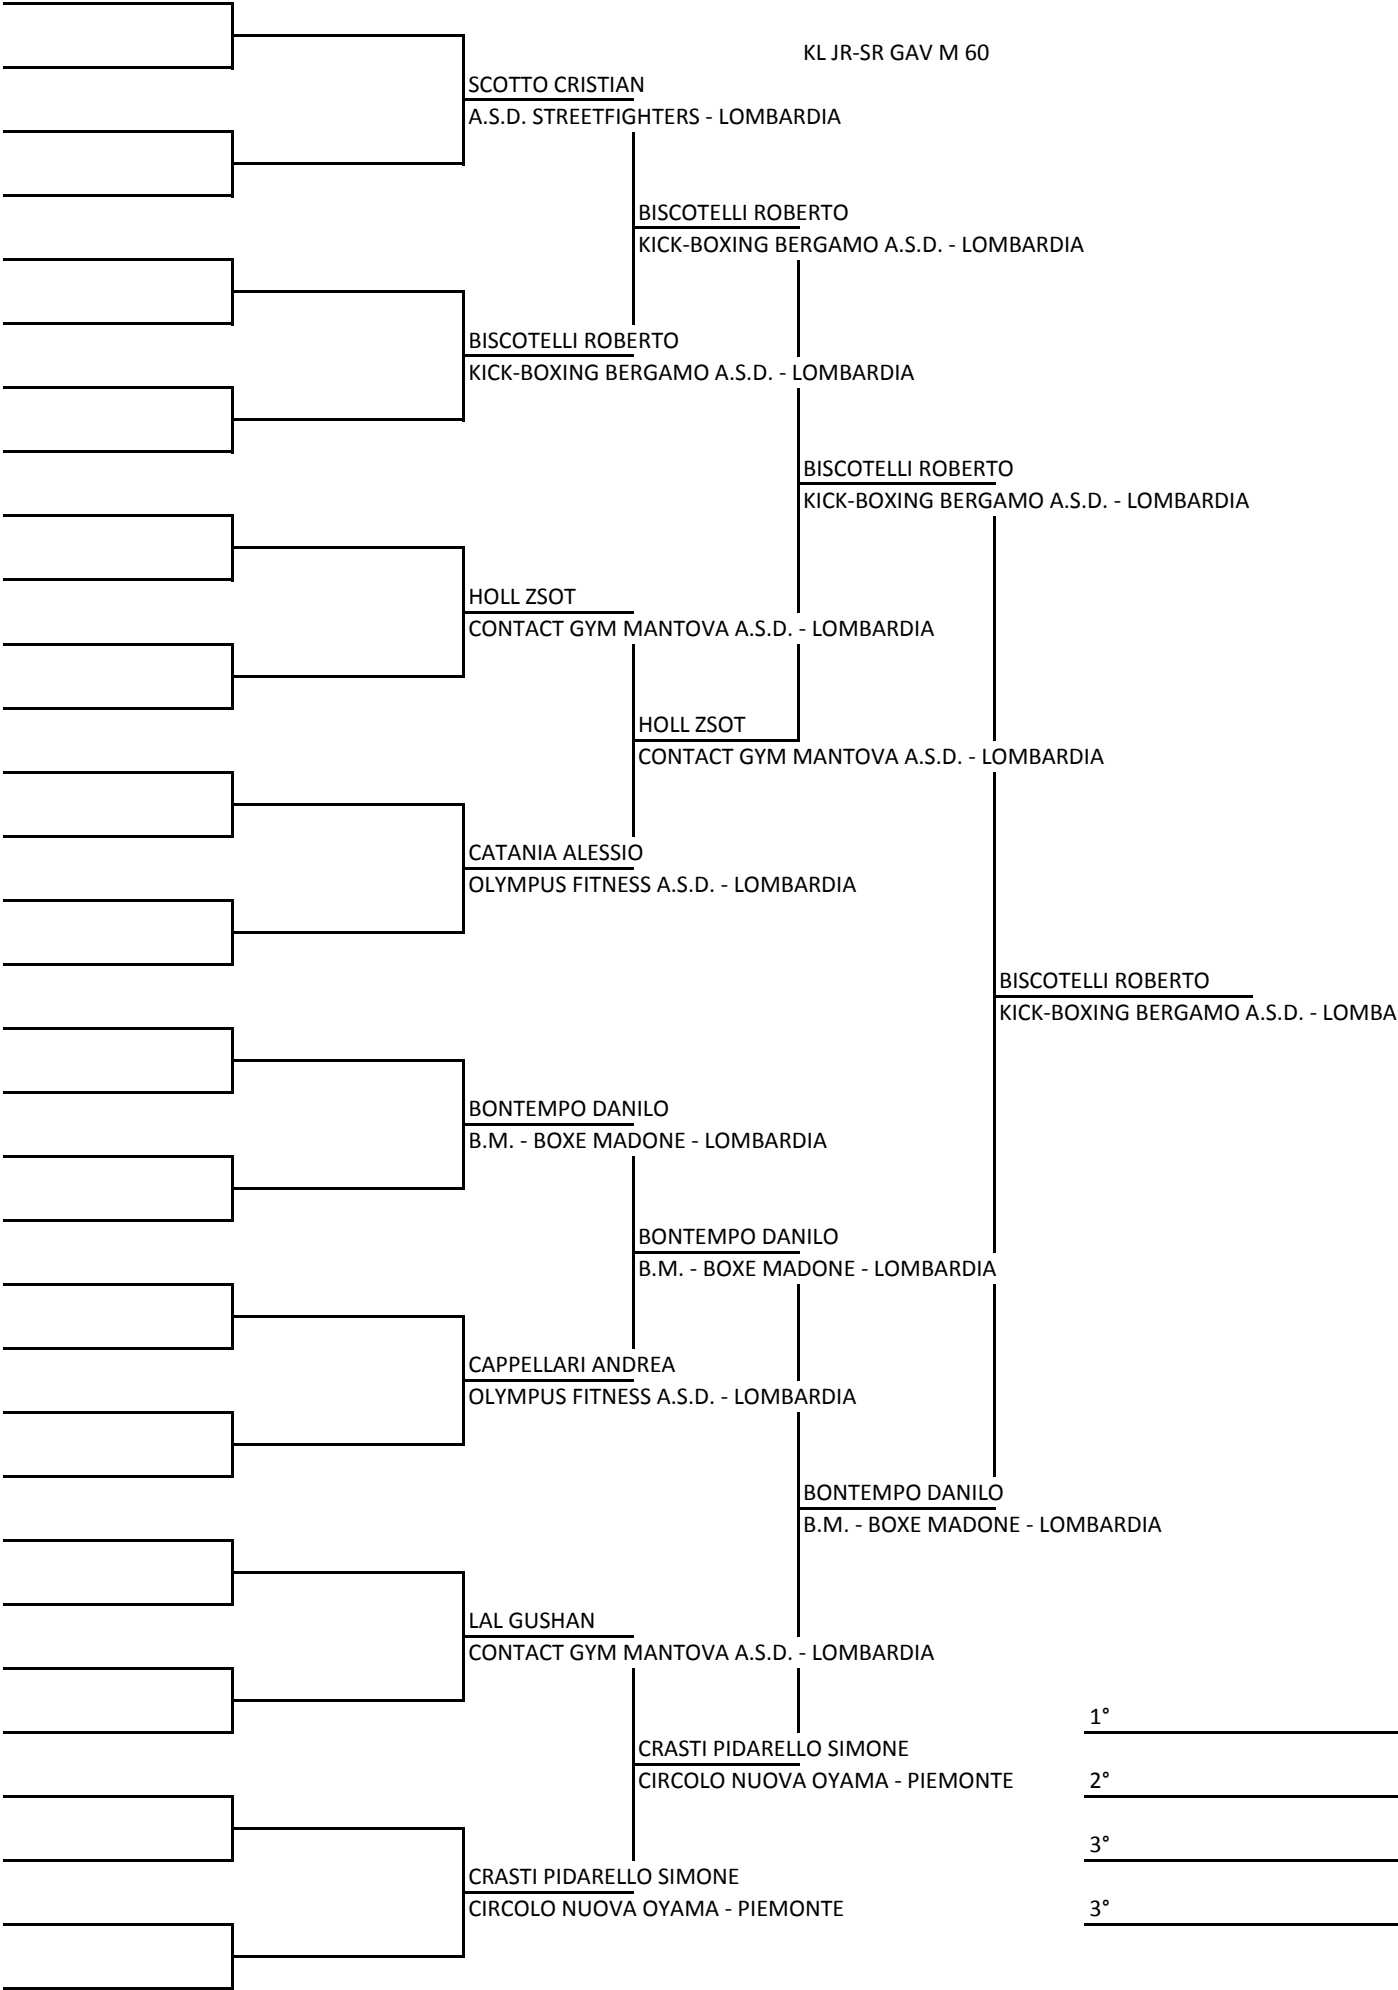 KL JR-SR GAV M 60
SCOTTO CRISTIAN
A.S.D. STREETFIGHTERS - LOMBARDIA
BISCOTELLI ROBERTO
KICK-BOXING BERGAMO A.S.D. - LOMBARDIA
BISCOTELLI ROBERTO
KICK-BOXING BERGAMO A.S.D. - LOMBARDIA
BISCOTELLI ROBERTO
KICK-BOXING BERGAMO A.S.D. - LOMBARDIA
HOLL ZSOT
CONTACT GYM MANTOVA A.S.D. - LOMBARDIA
HOLL ZSOT
CONTACT GYM MANTOVA A.S.D. - LOMBARDIA
CATANIA ALESSIO
OLYMPUS FITNESS A.S.D. - LOMBARDIA
BISCOTELLI ROBERTO
KICK-BOXING BERGAMO A.S.D. - LOMBA
BONTEMPO DANILO
B.M. - BOXE MADONE - LOMBARDIA
BONTEMPO DANILO
B.M. - BOXE MADONE - LOMBARDIA
CAPPELLARI ANDREA
OLYMPUS FITNESS A.S.D. - LOMBARDIA
BONTEMPO DANILO
B.M. - BOXE MADONE - LOMBARDIA
LAL GUSHAN
CONTACT GYM MANTOVA A.S.D. - LOMBARDIA
1°
CRASTI PIDARELLO SIMONE
CIRCOLO NUOVA OYAMA - PIEMONTE
2°
3°
CRASTI PIDARELLO SIMONE
CIRCOLO NUOVA OYAMA - PIEMONTE
3°